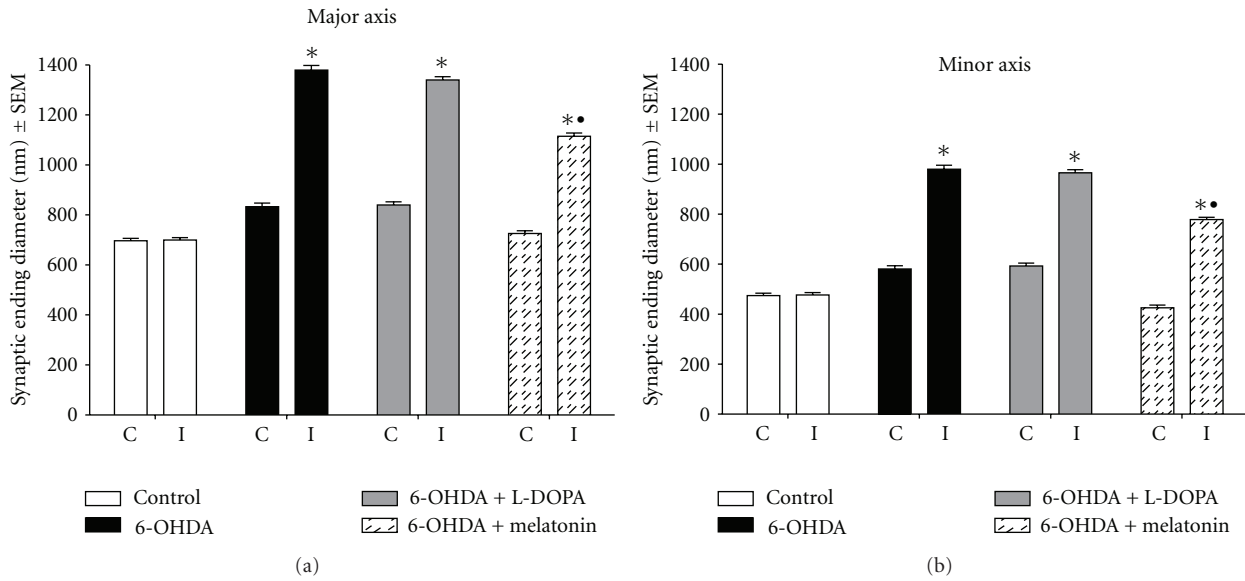 Major axis
Synaptic ending diameter (nm) ± SEM
1400
1200
1000
800
600
400
200
0
*
*
*•
C I C I C I C I
Control
6-OHDA
6-OHDA + L-DOPA
6-OHDA + melatonin
(a)
Minor axis
Synaptic ending diameter (nm) ± SEM
1400
1200
1000
800
600
400
200
0
*
*
*•
C I C I C I C I
Control
6-OHDA
6-OHDA + L-DOPA
6-OHDA + melatonin
(b)